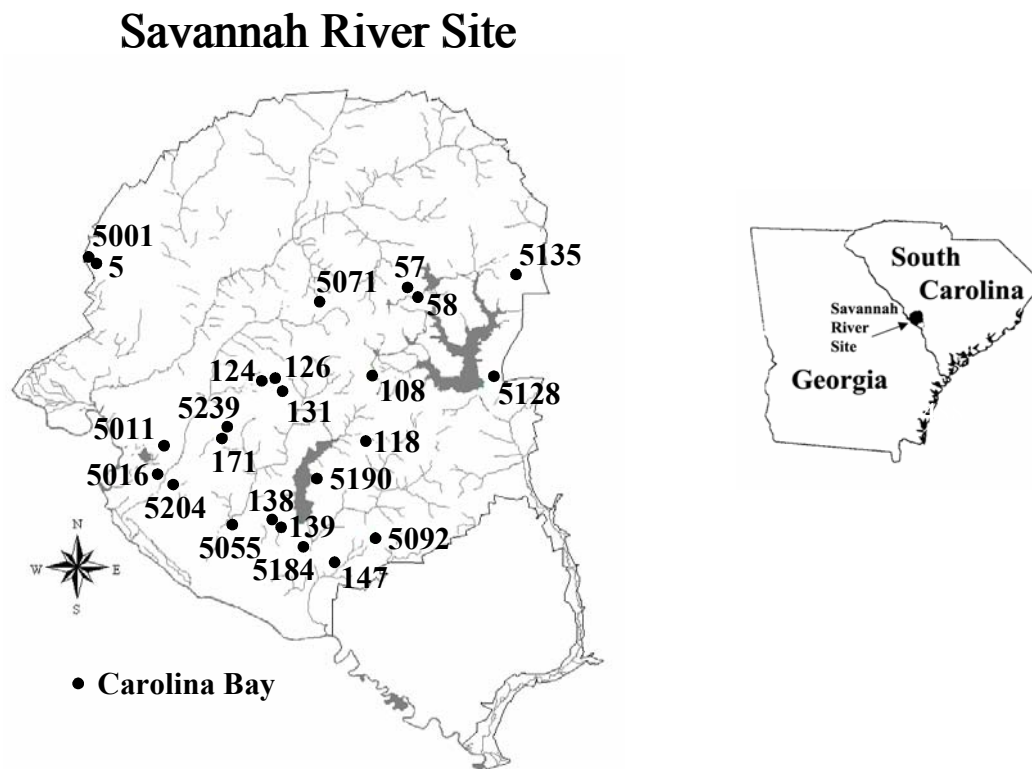 Savannah River Site
5001
5
5071
57
58
5135
124
126
131
108
5128
5239
171
5011
5016
5204
118
5190
138
139
5055
5184
147
5092
N
W
E
S
Carolina Bay
South
Carolina
Savannah
River
Site
Georgia